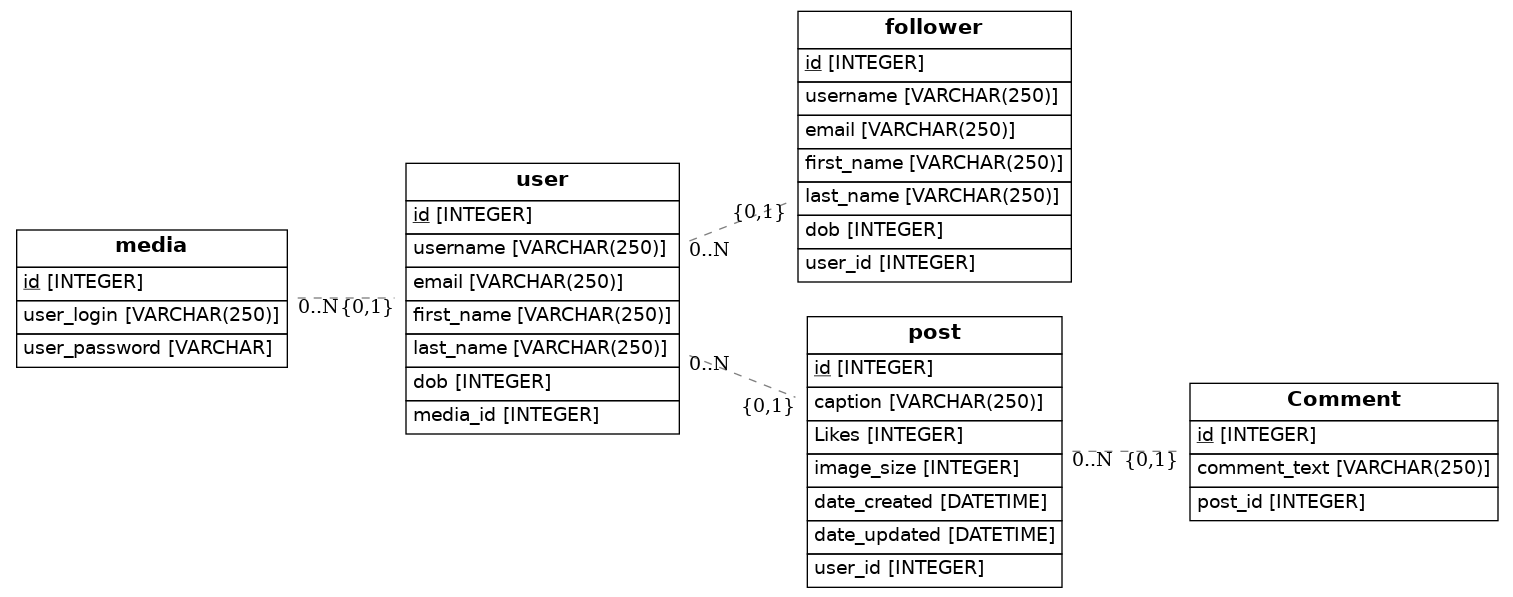 media
id [INTEGER]
user_login [VARCHAR(250)]
user_password [VARCHAR]
0..N
{0,1}
user
id [INTEGER]
username [VARCHAR(250)]
email [VARCHAR(250)]
first_name [VARCHAR(250)]
last_name [VARCHAR(250)]
dob [INTEGER]
media_id [INTEGER]
{0,1}
0..N
0..N
{0,1}
follower
id [INTEGER]
username [VARCHAR(250)]
email [VARCHAR(250)]
first_name [VARCHAR(250)]
last_name [VARCHAR(250)]
dob [INTEGER]
user_id [INTEGER]
post
id [INTEGER]
caption [VARCHAR(250)]
Likes [INTEGER]
image_size [INTEGER]
date_created [DATETIME]
date_updated [DATETIME]
user_id [INTEGER]
0..N
{0,1}
Comment
id [INTEGER]
comment_text [VARCHAR(250)]
post_id [INTEGER]